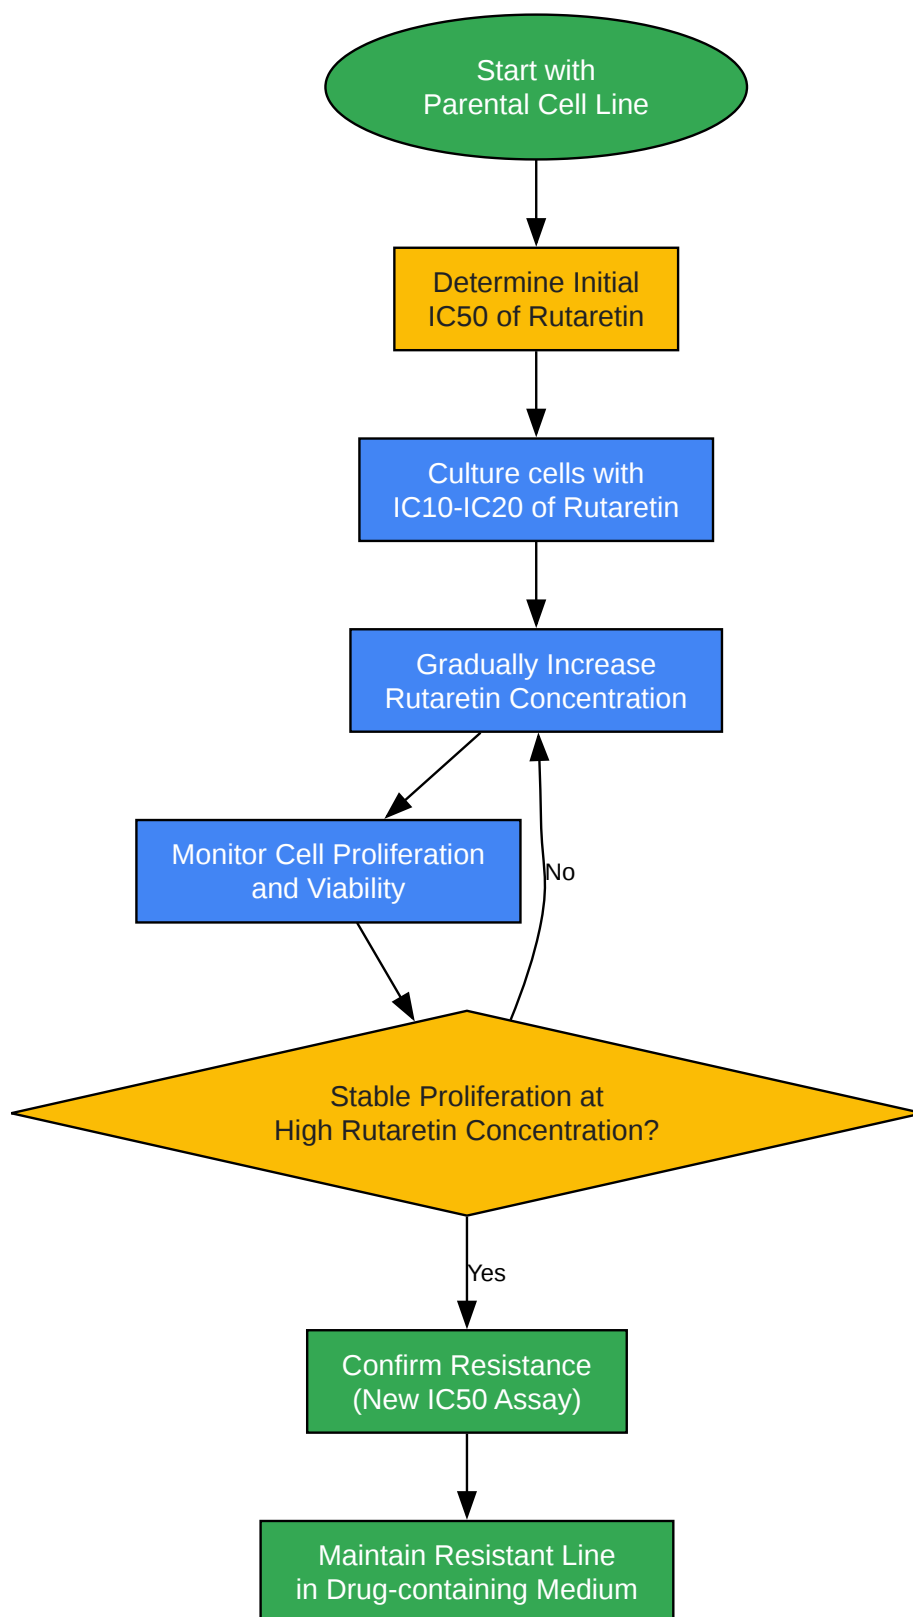 Start with
Parental Cell Line
Determine Initial
IC50 of Rutaretin
Culture cells with
IC10-IC20 of Rutaretin
Gradually Increase
Rutaretin Concentration
Monitor Cell Proliferation
and Viability
No
Stable Proliferation at
High Rutaretin Concentration?
Yes
Confirm Resistance
(New IC50 Assay)
Maintain Resistant Line
in Drug-containing Medium